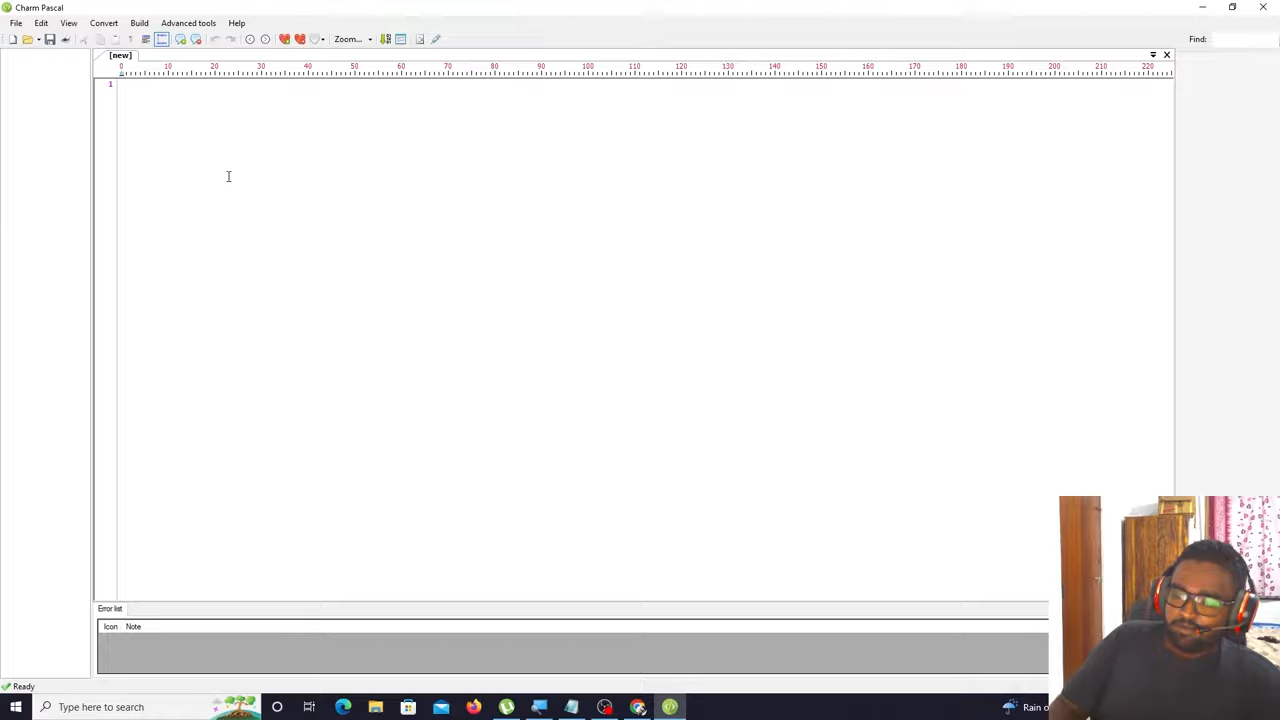 Charm Pascal
File Edit View Convert Build Advanced tools Help
Zoom... Find:
[new]
0 10 20 30 40 50 60 70 80 90 100 110 120 130 140 150 160 170 180 190 200 210 220
1
Error list
Icon Note
Ready
Type here to search
Rain o